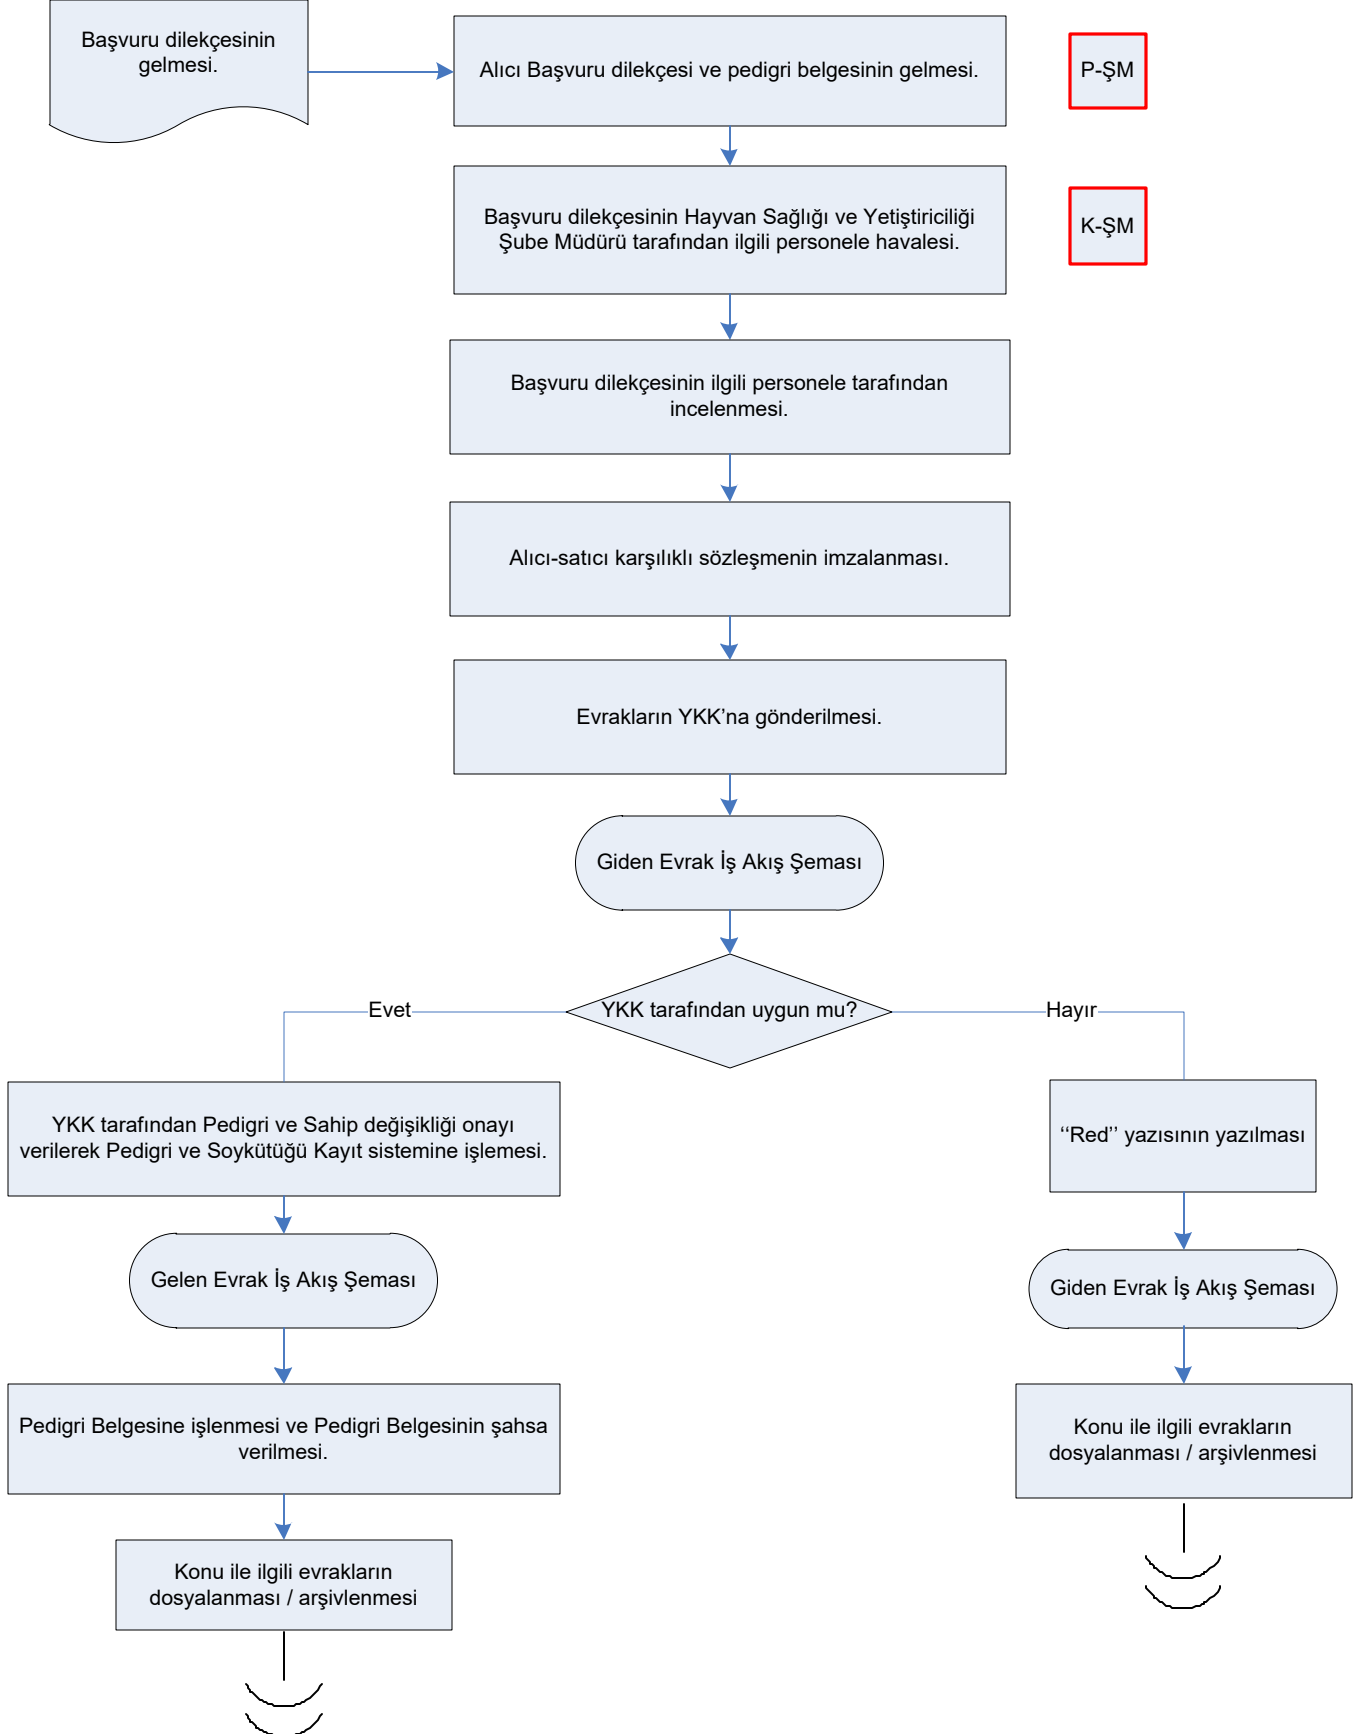 Başvuru dilekçesinin
gelmesi.
Alıcı Başvuru dilekçesi ve pedigri belgesinin gelmesi.
P-ŞM
Başvuru dilekçesinin Hayvan Sağlığı ve Yetiştiriciliği
Şube Müdürü tarafından ilgili personele havalesi.
K-ŞM
Başvuru dilekçesinin ilgili personele tarafından
incelenmesi.
Alıcı-satıcı karşılıklı sözleşmenin imzalanması.
Evrakların YKK’na gönderilmesi.
Giden Evrak İş Akış Şeması
YKK tarafından uygun mu?
Evet
Hayır
YKK tarafından Pedigri ve Sahip değişikliği onayı
verilerek Pedigri ve Soykütüğü Kayıt sistemine işlemesi.
‘‘Red’’ yazısının yazılması
Gelen Evrak İş Akış Şeması
Giden Evrak İş Akış Şeması
Pedigri Belgesine işlenmesi ve Pedigri Belgesinin şahsa
verilmesi.
Konu ile ilgili evrakların
dosyalanması / arşivlenmesi
Konu ile ilgili evrakların
dosyalanması / arşivlenmesi